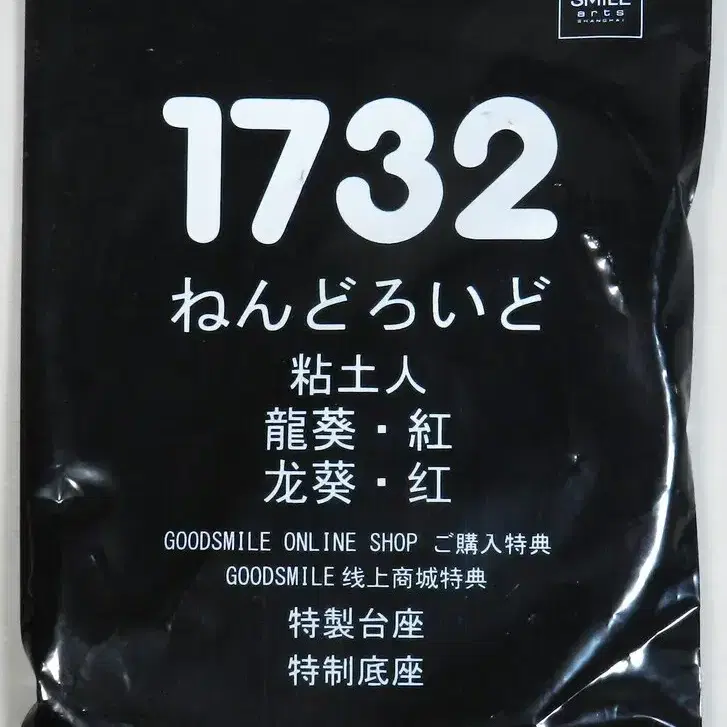 SMILE
arts
SHANGHAI
1732
ねんどろいど
粘土人
龍葵・紅
龙葵・红
GOODSMILE ONLINE SHOP ご購入特典
GOODSMILE 线上商城特典
特製台座
特制底座